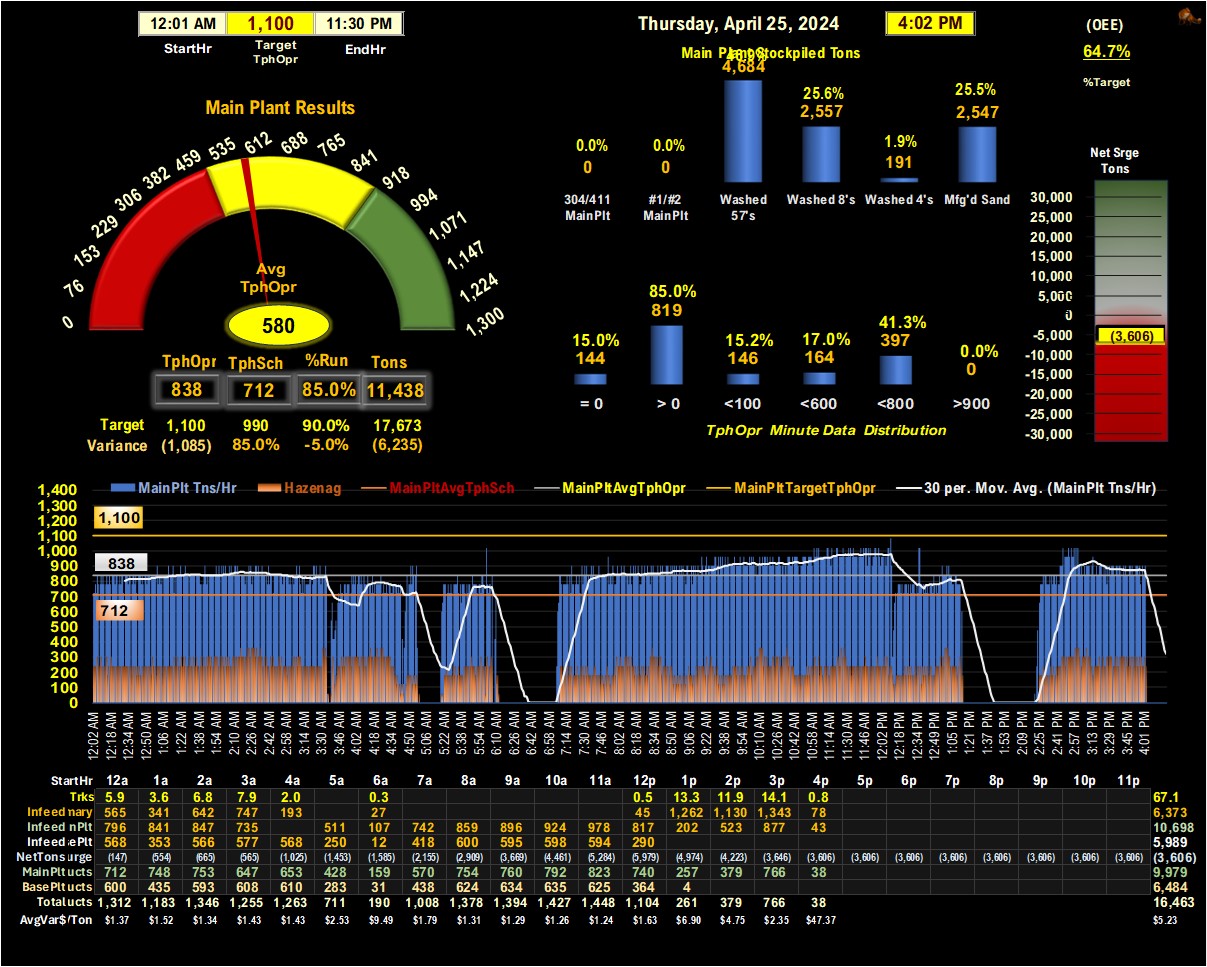 12:01 AM 1,100 11:30 PM
StartHr Target TphOpr EndHr
Thursday, April 25, 2024 4:02 PM
(OEE)
64.7%
%Target
Main Plant Stockpiled Tons
46.9% 25.6% 25.5%
4,684 2,557 2,547
0.0% 0.0% 1.9%
0 0 191
304/411 MainPlt #1/#2 MainPlt Washed 57's Washed 8's Washed 4's Mfg'd Sand
Main Plant Results
0 76 153 229 306 382 459 535 612 688 765 841 918 994 1,071 1,147 1,224 1,300
Avg
TphOpr
580
TphOpr TphSch %Run Tons
838 712 85.0% 11,438
Target 1,100 990 90.0% 17,673
Variance (1,085) 85.0% -5.0% (6,235)
15.0% 85.0% 15.2% 17.0% 41.3% 0.0%
144 819 146 164 397 0
= 0 > 0 <100 <600 <800 >900
TphOpr Minute Data Distribution
Net Srge
Tons
30,000
25,000
20,000
15,000
10,000
5,000
0
-5,000
(3,606)
-10,000
-15,000
-20,000
-25,000
-30,000
MainPlt Tns/Hr Hazenag MainPltAvgTphSch MainPltAvgTphOpr MainPltTargetTphOpr 30 per. Mov. Avg. (MainPlt Tns/Hr)
1,400
1,300
1,200
1,100
1,000
900
800
700
600
500
400
300
200
100
0
1,100
838
712
12:02 AM 12:18 AM 12:34 AM 12:50 AM 1:06 AM 1:22 AM 1:38 AM 1:54 AM 2:10 AM 2:26 AM 2:42 AM 2:58 AM 3:14 AM 3:30 AM 3:46 AM 4:02 AM 4:18 AM 4:34 AM 4:50 AM 5:06 AM 5:22 AM 5:38 AM 5:54 AM 6:10 AM 6:26 AM 6:42 AM 6:58 AM 7:14 AM 7:30 AM 7:46 AM 8:02 AM 8:18 AM 8:34 AM 8:50 AM 9:06 AM 9:22 AM 9:38 AM 9:54 AM 10:10 AM 10:26 AM 10:42 AM 10:58 AM 11:14 AM 11:30 AM 11:46 AM 12:02 PM 12:18 PM 12:34 PM 12:49 PM 1:05 PM 1:21 PM 1:37 PM 1:53 PM 2:09 PM 2:25 PM 2:41 PM 2:57 PM 3:13 PM 3:29 PM 3:45 PM 4:01 PM
StartHr 12a 1a 2a 3a 4a 5a 6a 7a 8a 9a 10a 11a 12p 1p 2p 3p 4p 5p 6p 7p 8p 9p 10p 11p
Trks 5.9 3.6 6.8 7.9 2.0 0.3 0.5 13.3 11.9 14.1 0.8 67.1
Infeed mary 565 341 642 747 193 27 45 1,262 1,130 1,343 78 6,373
Infeed nPlt 796 841 847 735 511 107 742 859 896 924 978 817 202 523 877 43 10,698
Infeed ePlt 568 353 566 577 568 250 12 418 600 595 598 594 290 5,989
NetTons urge (147) (554) (665) (565) (1,025) (1,453) (1,585) (2,155) (2,909) (3,669) (4,461) (5,284) (5,979) (4,974) (4,223) (3,646) (3,606) (3,606) (3,606) (3,606) (3,606) (3,606) (3,606) (3,606) (3,606)
MainPlt ucts 712 748 753 647 653 428 159 570 754 760 792 823 740 257 379 766 38 9,979
BasePlt ucts 600 435 593 608 610 283 31 438 624 634 635 625 364 4 6,484
Total ucts 1,312 1,183 1,346 1,255 1,263 711 190 1,008 1,378 1,394 1,427 1,448 1,104 261 379 766 38 16,463
AvgVar$/Ton $1.37 $1.52 $1.34 $1.43 $1.43 $2.53 $9.49 $1.79 $1.31 $1.29 $1.26 $1.24 $1.63 $6.90 $4.75 $2.35 $47.37 $5.23